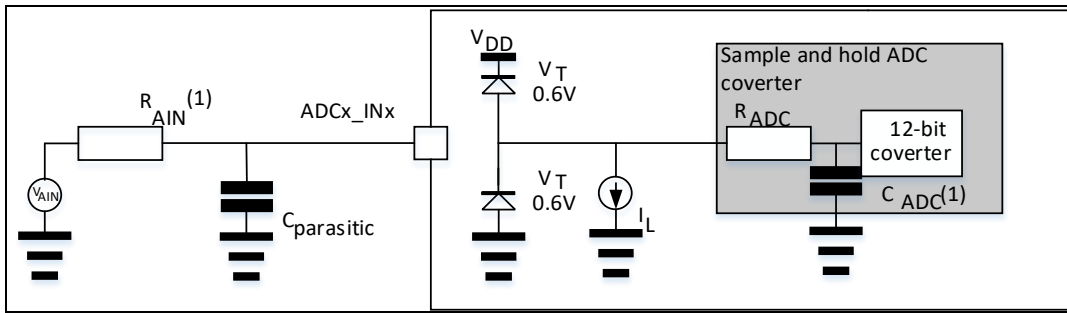 V_DD
Sample and hold ADC
coverter
V_T
0.6V
R_AIN(1)
ADCx_INx
R_ADC
12-bit
coverter
V_AIN
V_T
0.6V
C_ADC(1)
C_parasitic
I_L